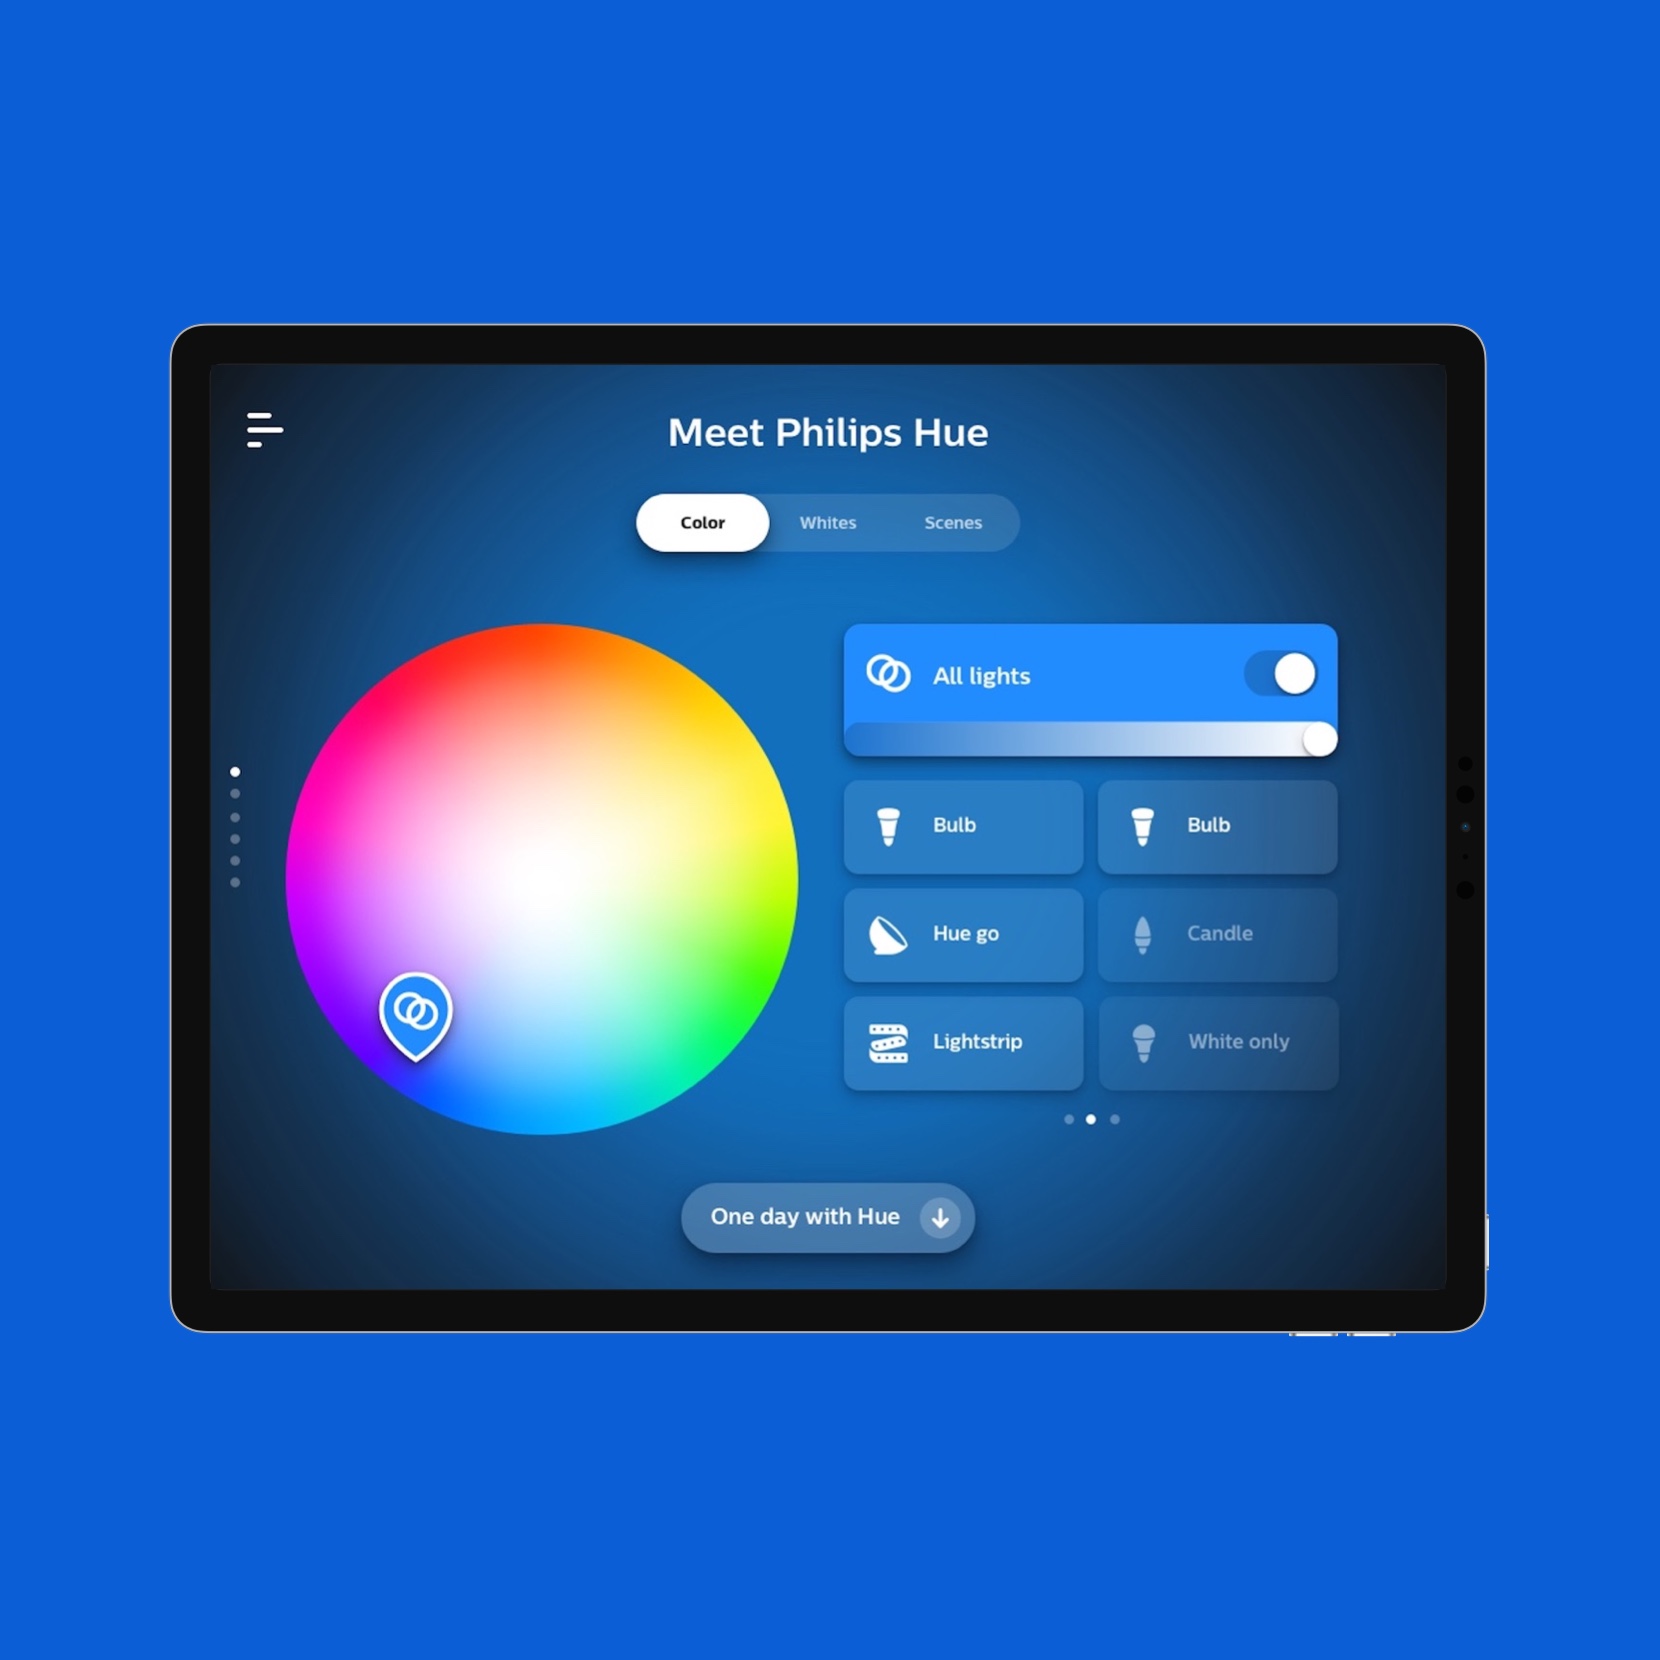 Meet Philips Hue
Color
Whites
Scenes
All lights
Bulb
Bulb
Hue go
Candle
Lightstrip
White only
One day with Hue